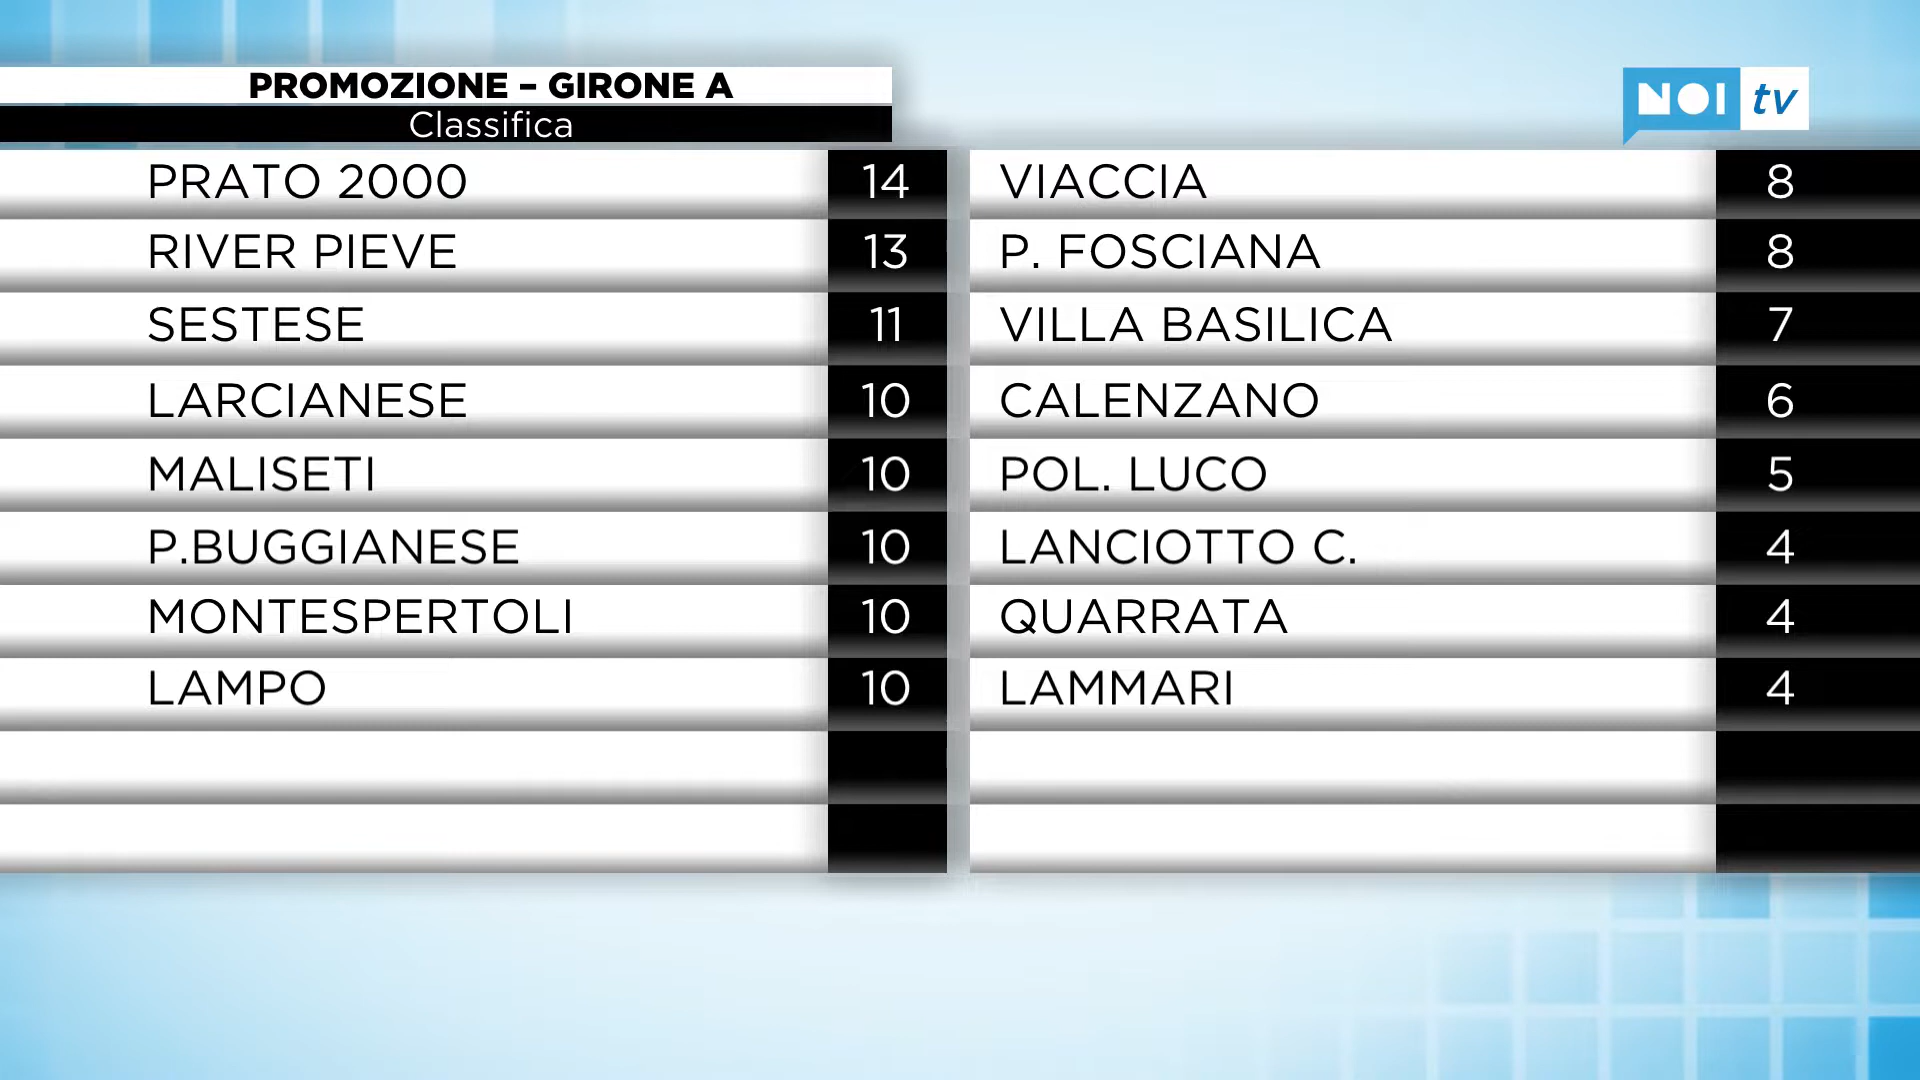 PROMOZIONE – GIRONE A
Classifica
NOI tv
PRATO 2000 14
RIVER PIEVE 13
SESTESE 11
LARCIANESE 10
MALISETI 10
P.BUGGIANESE 10
MONTESPERTOLI 10
LAMPO 10
VIACCIA 8
P. FOSCIANA 8
VILLA BASILICA 7
CALENZANO 6
POL. LUCO 5
LANCIOTTO C. 4
QUARRATA 4
LAMMARI 4